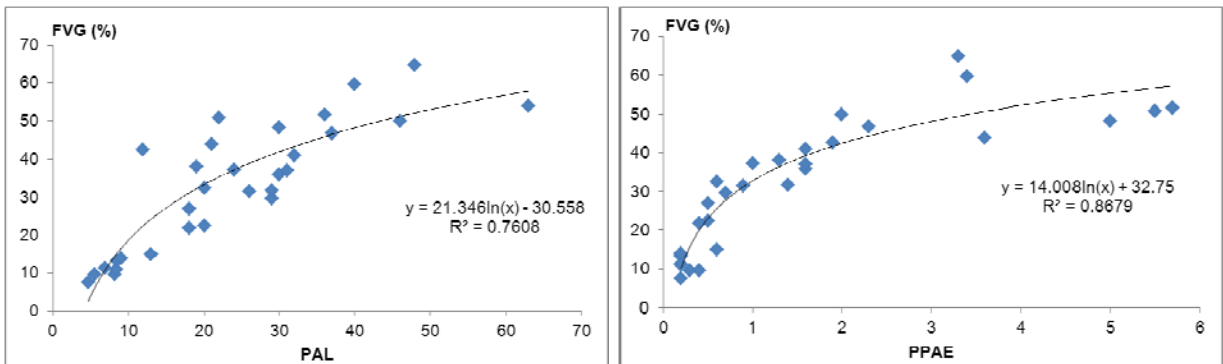 FVG (%)
70
60
50
40
30
20
10
0
0 10 20 30 40 50 60 70
PAL
y = 21.346ln(x) - 30.558
R² = 0.7608
FVG (%)
70
60
50
40
30
20
10
0
0 1 2 3 4 5 6
PPAE
y = 14.008ln(x) + 32.75
R² = 0.8679